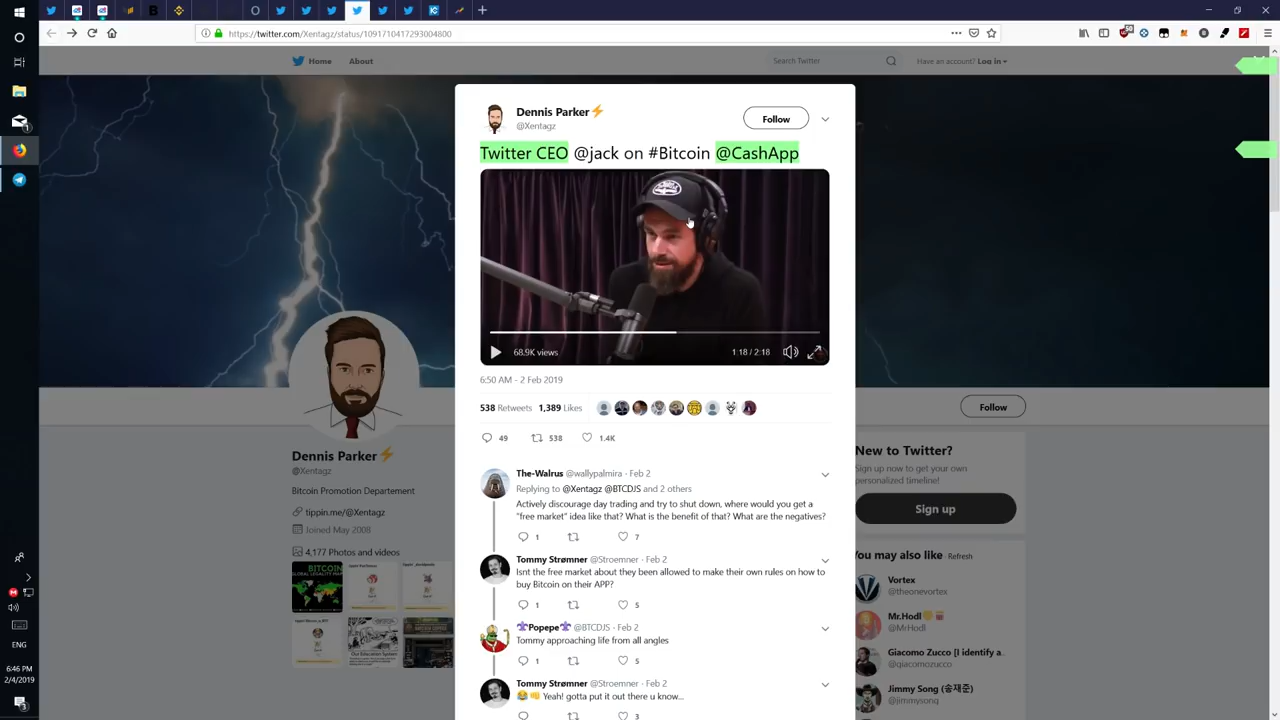 https://twitter.com/Xentagz/status/1091710417293004800
Home
About
Search Twitter
Have an account? Log in
Dennis Parker⚡
@Xentagz
Follow
Twitter CEO @jack on #Bitcoin @CashApp
68.9K views
1:18 / 2:18
6:50 AM - 2 Feb 2019
538 Retweets 1,389 Likes
49 538 1.4K
The-Walrus @wallypalmira · Feb 2
Replying to @Xentagz @BTCDJS and 2 others
Actively discourage day trading and try to shut down, where would you get a
"free market" idea like that? What is the benefit of that? What are the negatives?
1 7
Tommy Strømner @Stroemner · Feb 2
Isnt the free market about they been allowed to make their own rules on how to
buy Bitcoin on their APP?
1 5
⚜Popepe⚜ @BTCDJS · Feb 2
Tommy approaching life from all angles
1 5
Tommy Strømner @Stroemner · Feb 2
😂👊 Yeah! gotta put it out there u know...
3
Dennis Parker⚡
@Xentagz
Bitcoin Promotion Departement
tippin.me/@Xentagz
Joined May 2008
4,177 Photos and videos
BITCOIN
Follow
New to Twitter?
Sign up now to get your own
personalized timeline!
Sign up
You may also like Refresh
Vortex
@theonevortex
Mr.Hodl
@MrHodl
Giacomo Zucco [I identify a...
@giacomozucco
Jimmy Song (송재준)
@jimmysong
ENG
6:46 PM
2/4/2019